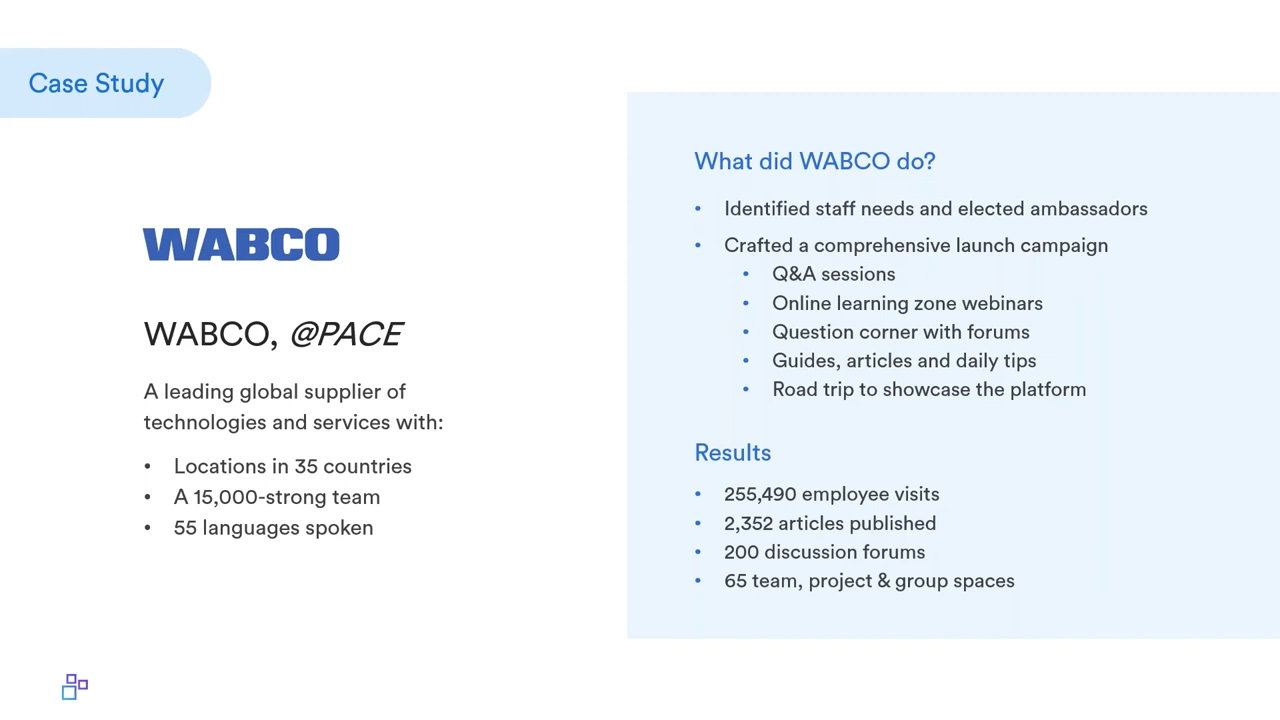 Case Study
WABCO
WABCO, @PACE
A leading global supplier of
technologies and services with:
• Locations in 35 countries
• A 15,000-strong team
• 55 languages spoken
What did WABCO do?
• Identified staff needs and elected ambassadors
• Crafted a comprehensive launch campaign
• Q&A sessions
• Online learning zone webinars
• Question corner with forums
• Guides, articles and daily tips
• Road trip to showcase the platform
Results
• 255,490 employee visits
• 2,352 articles published
• 200 discussion forums
• 65 team, project & group spaces